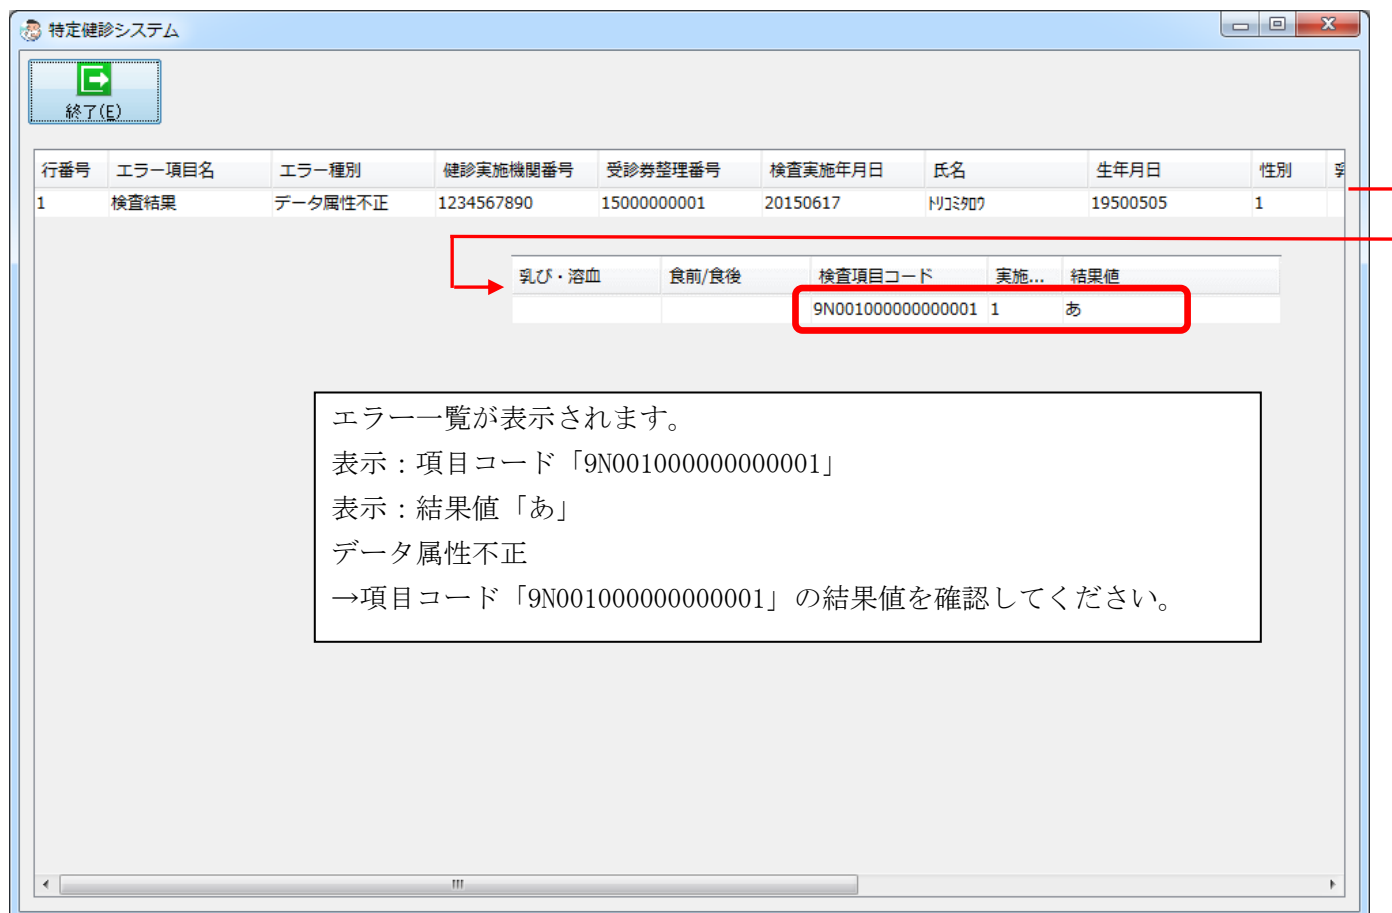 特定健診システム
終了(E)
行番号 エラー項目名 エラー種別 健診実施機関番号 受診券整理番号 検査実施年月日 氏名 生年月日 性別
1 検査結果 データ属性不正 1234567890 15000000001 20150617 ﾄﾘｺﾐﾀﾛｳ 19500505 1
乳び・溶血 食前/食後 検査項目コード 実施... 結果値
9N001000000000001 1 あ
エラー一覧が表示されます。
表示：項目コード「9N001000000000001」
表示：結果値「あ」
データ属性不正
→項目コード「9N001000000000001」の結果値を確認してください。